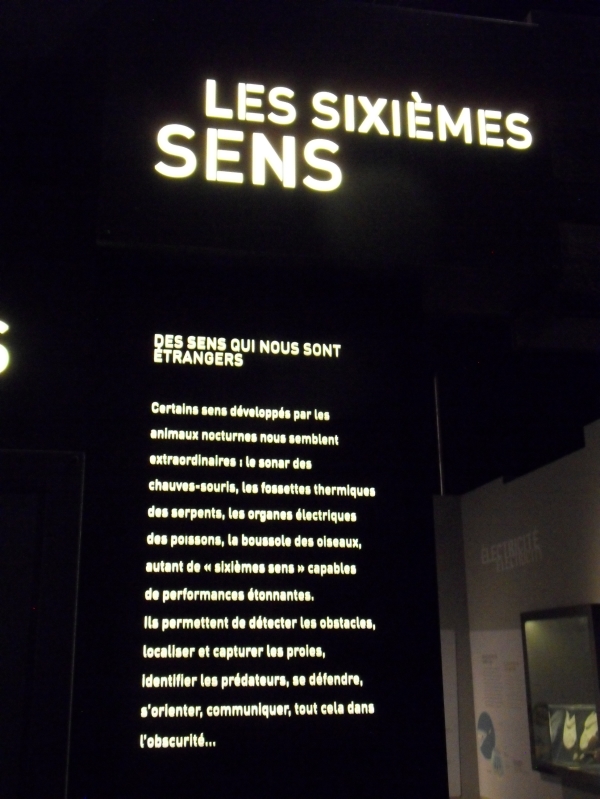 LES SIXIÈMES
SENS
DES SENS QUI NOUS SONT
ÉTRANGERS
Certains sens développés par les
animaux nocturnes nous semblent
extraordinaires : le sonar des
chauves-souris, les fossettes thermiques
des serpents, les organes électriques
des poissons, la boussole des oiseaux,
autant de « sixièmes sens » capables
de performances étonnantes.
Ils permettent de détecter les obstacles,
localiser et capturer les proies,
identifier les prédateurs, se défendre,
s'orienter, communiquer, tout cela dans
l'obscurité...
S
ÉLECTRICITÉ